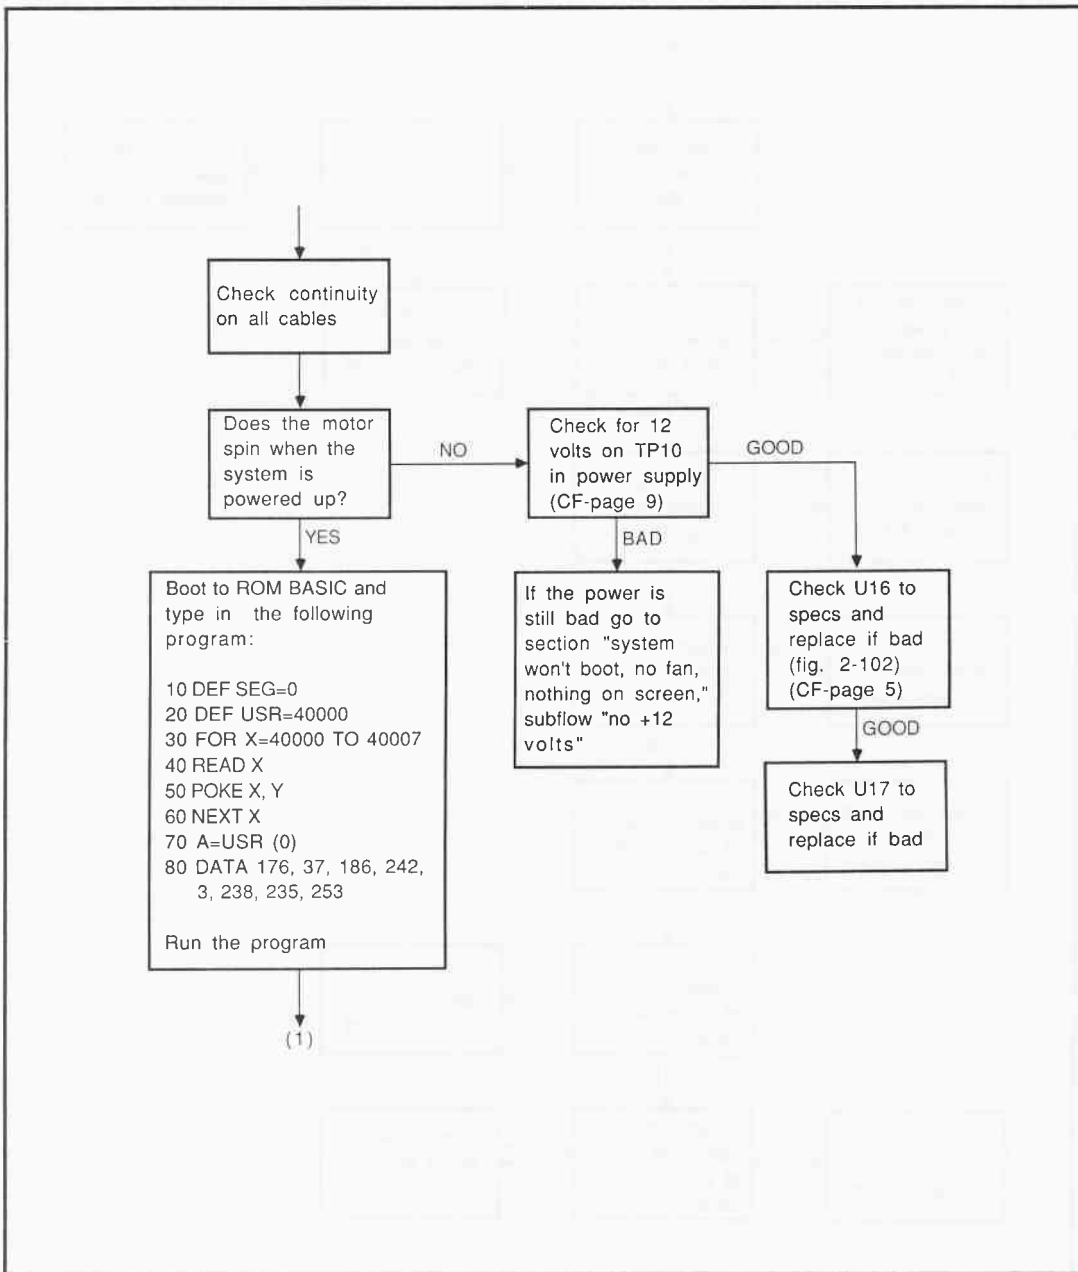 Check continuity
on all cables
Does the motor
spin when the
system is
powered up?
NO
Check for 12
volts on TP10
in power supply
(CF-page 9)
GOOD
YES
BAD
Boot to ROM BASIC and
type in the following
program:
10 DEF SEG=0
20 DEF USR=40000
30 FOR X=40000 TO 40007
40 READ X
50 POKE X, Y
60 NEXT X
70 A=USR (0)
80 DATA 176, 37, 186, 242,
3, 238, 235, 253
Run the program
If the power is
still bad go to
section "system
won't boot, no fan,
nothing on screen,"
subflow "no +12
volts"
Check U16 to
specs and
replace if bad
(fig. 2-102)
(CF-page 5)
GOOD
Check U17 to
specs and
replace if bad
(1)